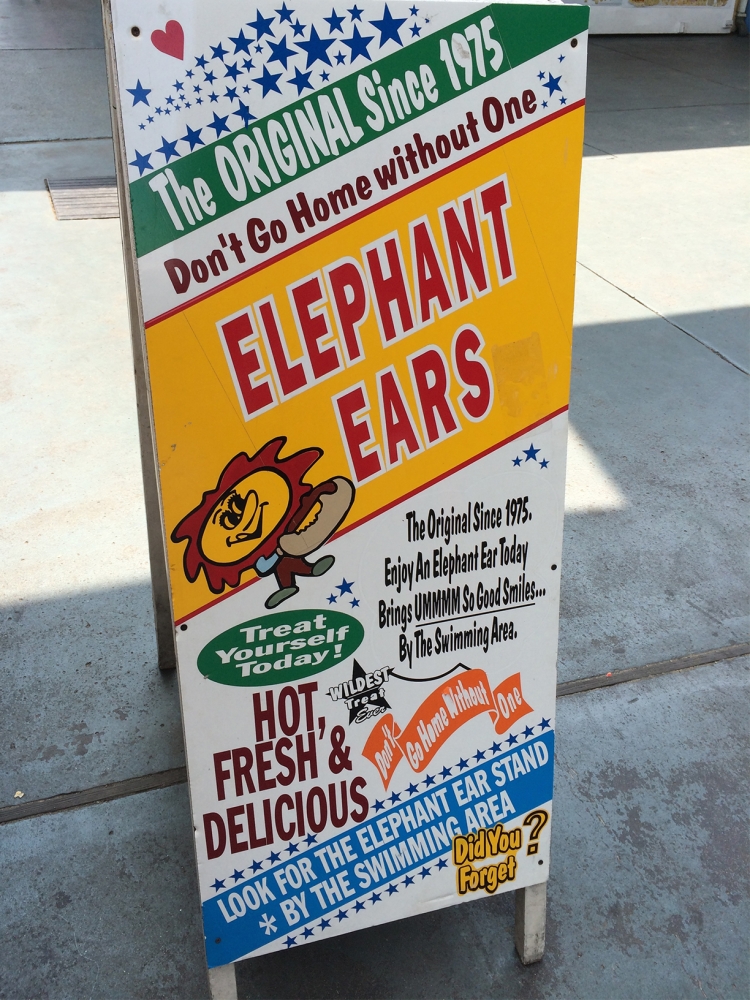 The ORIGINAL Since 1975
Don't Go Home without One
ELEPHANT
EARS
The Original Since 1975.
Enjoy An Elephant Ear Today
Brings UMMMM So Good Smiles...
By The Swimming Area.
Treat
Yourself
Today!
WILDEST
Treat
Ever
HOT,
FRESH &
DELICIOUS
Don't Go Home Without One
LOOK FOR THE ELEPHANT EAR STAND
* BY THE SWIMMING AREA
Did You
Forget ?